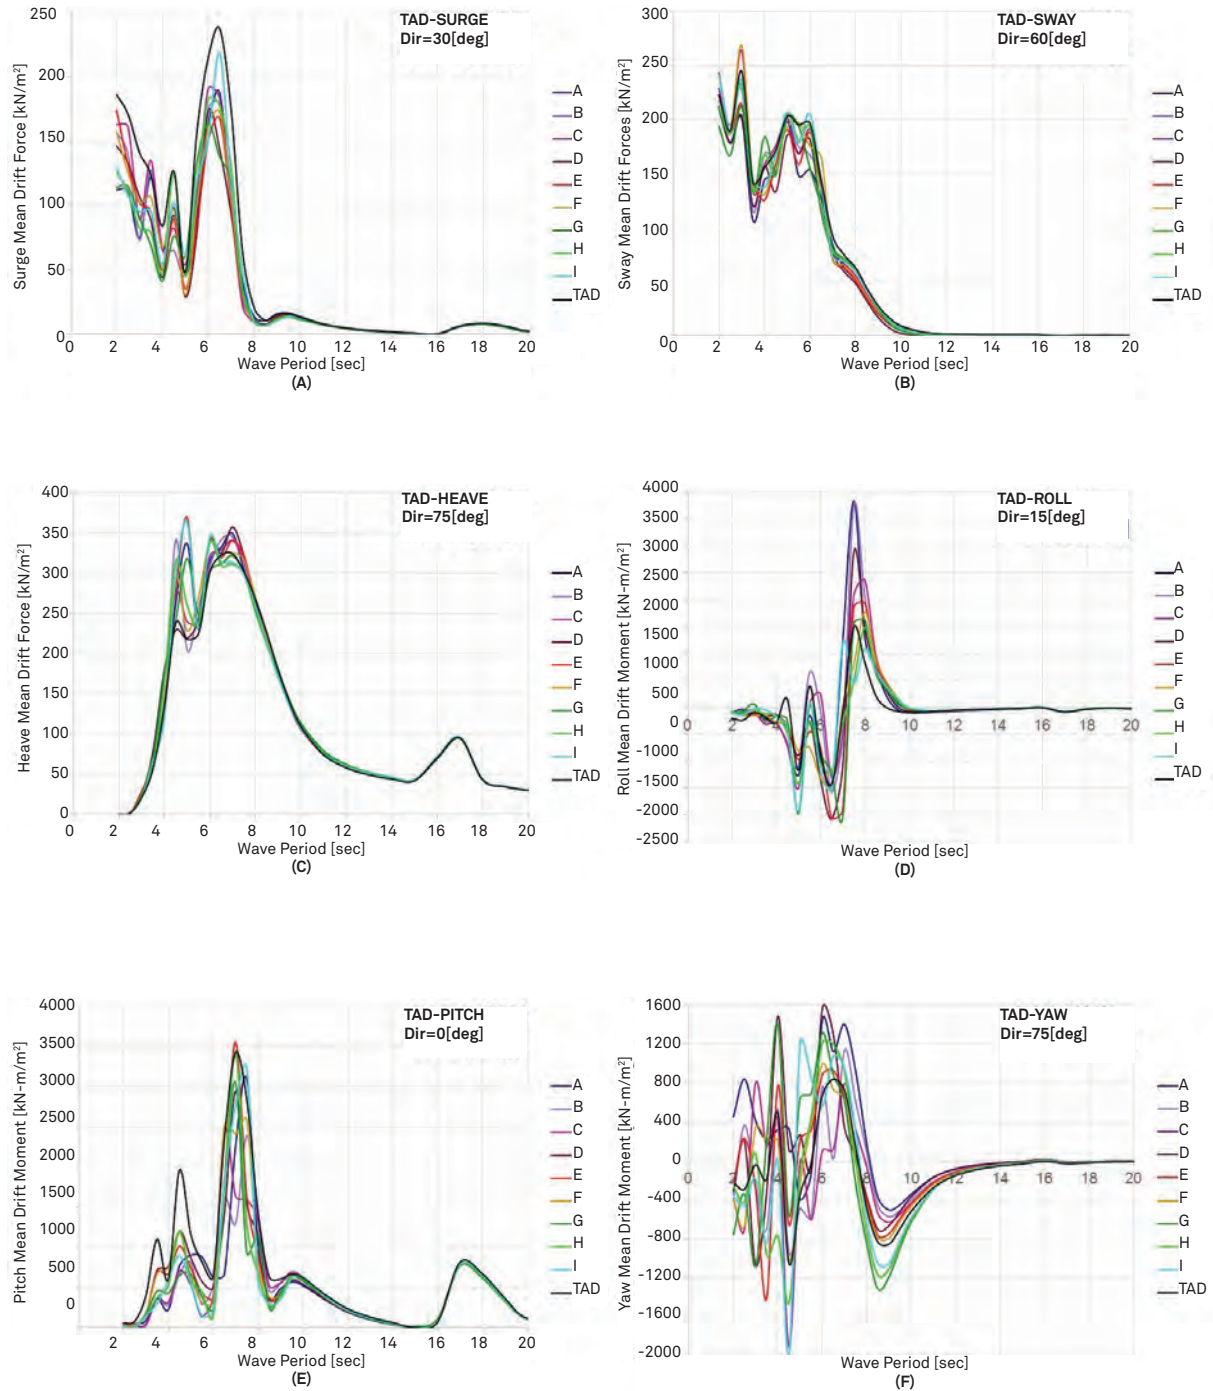 TAD-SURGE
Dir=30[deg]
Surge Mean Drift Force [kN/m²]
250
200
150
100
50
0
0 2 4 6 8 10 12 14 16 18 20
Wave Period [sec]
(A)
A
B
C
D
E
F
G
H
I
TAD
TAD-SWAY
Dir=60[deg]
Sway Mean Drift Forces [kN/m²]
300
250
200
150
100
50
0
0 2 4 6 8 10 12 14 16 18 20
Wave Period [sec]
(B)
A
B
C
D
E
F
G
H
I
TAD
TAD-HEAVE
Dir=75[deg]
Heave Mean Drift Force [kN/m²]
400
350
300
250
200
150
100
50
0
0 2 4 6 8 10 12 14 16 18 20
Wave Period [sec]
(C)
A
B
C
D
E
F
G
H
I
TAD
TAD-ROLL
Dir=15[deg]
Roll Mean Drift Moment [kN-m/m²]
4000
3500
3000
2500
2000
1500
1000
500
0
-1000
-1500
-2000
-2500
0 2 4 6 8 10 12 14 16 18 20
Wave Period [sec]
(D)
A
B
C
D
E
F
G
H
I
TAD
TAD-PITCH
Dir=0[deg]
Pitch Mean Drift Moment [kN-m/m²]
4000
3500
3000
2500
2000
1500
1000
500
0
2 4 6 8 10 12 14 16 18 20
Wave Period [sec]
(E)
A
B
C
D
E
F
G
H
I
TAD
TAD-YAW
Dir=75[deg]
Yaw Mean Drift Moment [kN-m/m²]
1600
1200
800
400
0
-400
-800
-1200
-1600
-2000
0 2 4 6 8 10 12 14 16 18 20
Wave Period [sec]
(F)
A
B
C
D
E
F
G
H
I
TAD